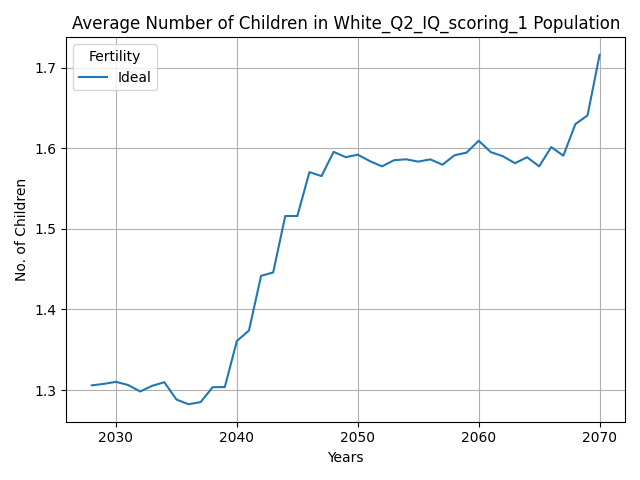 Average Number of Children in White_Q2_IQ_scoring_1 Population
Fertility
Ideal
No. of Children
1.7
1.6
1.5
1.4
1.3
2030 2040 2050 2060 2070
Years